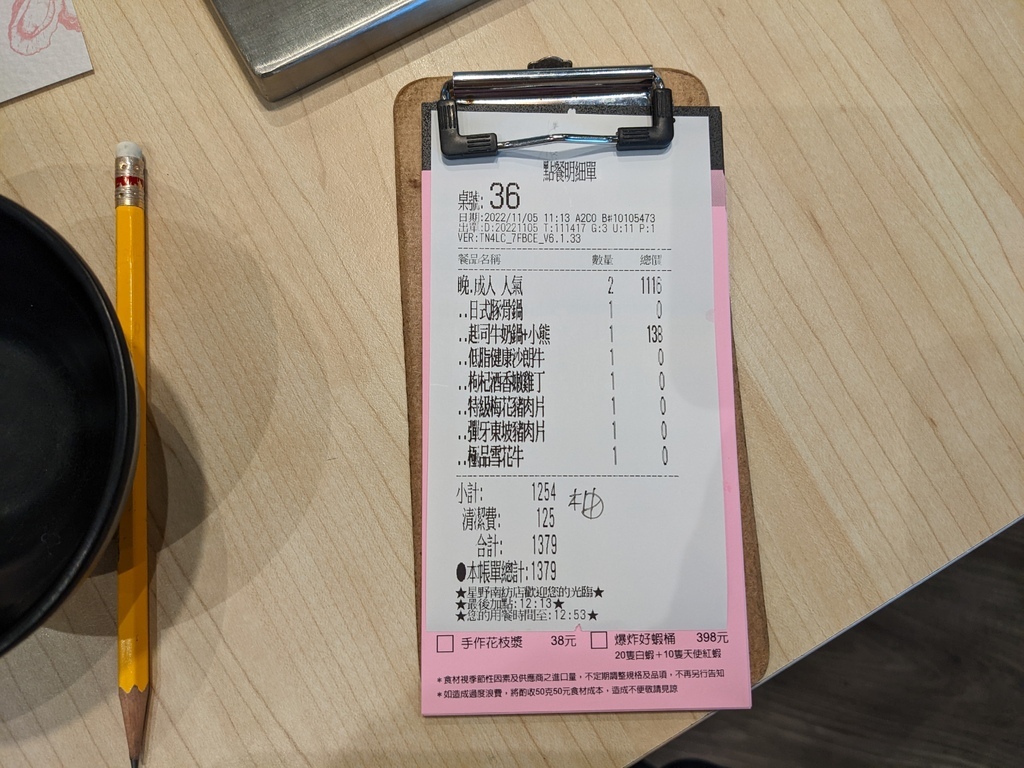 點餐明細單
桌號: 36
日期:2022/11/05 11:13 A2C0 B#10105473
出單:D:20221105 T:111417 G:3 U:11 P:1
VER:TN4LC_7FBCE_V6.1.33
餐品名稱 數量 總價
晚.成人 人氣 2 1116
..日式豚骨鍋 1 0
..起司牛奶鍋+小熊 1 138
..低脂健康沙朗牛 1 0
..枸杞酒香嫩雞丁 1 0
..特級梅花豬肉片 1 0
..彈牙東坡豬肉片 1 0
..極品雪花牛 1 0
小計: 1254
清潔費: 125
合計: 1379
●本帳單總計:1379
★星野南紡店歡迎您的光臨★
★最後加點:12:13★
★您的用餐時間至:12:53★
□ 手作花枝漿 38元 □ 爆炸好蝦桶 398元
20隻白蝦+10隻天使紅蝦
*食材視季節性因素及供應商之進口量,不定期調整規格及品項,不再另行告知
*如造成過度浪費,將酌收50克50元食材成本,造成不便敬請見諒